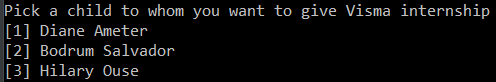 Pick a child to whom you want to give Visma internship
[1] Diane Ameter
[2] Bodrum Salvador
[3] Hilary Ouse